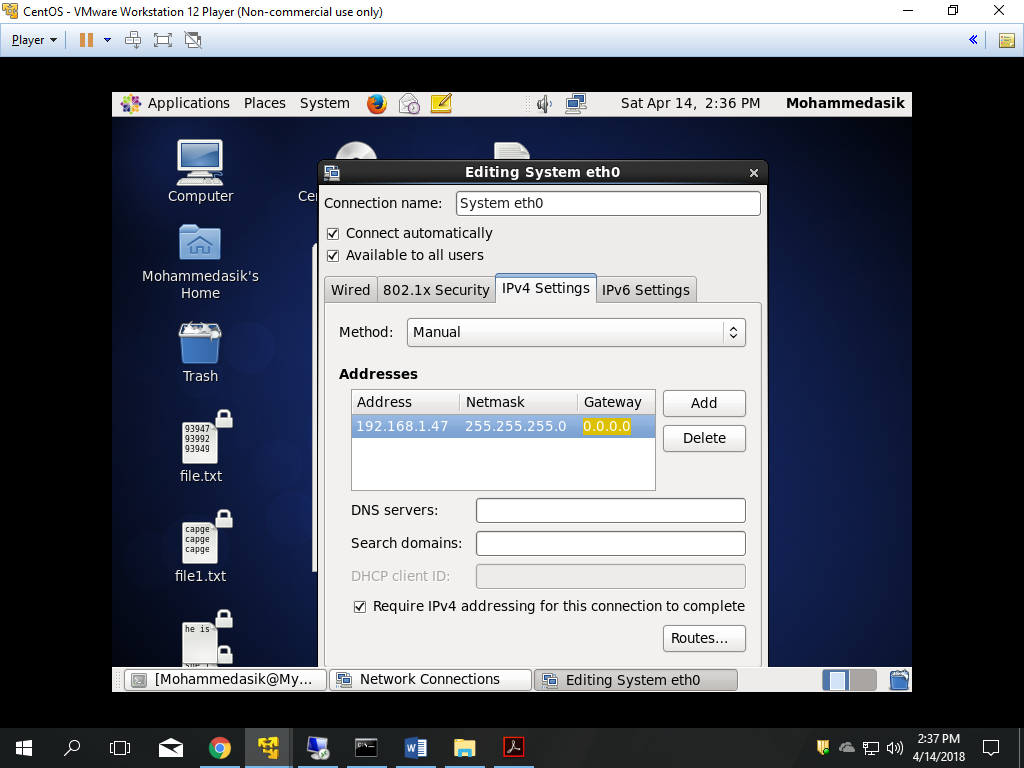 CentOS - VMware Workstation 12 Player (Non-commercial use only)
Player
Applications Places System Sat Apr 14, 2:36 PM Mohammedasik
Computer
Ce
Mohammedasik's
Home
Trash
93947
93992
93949
file.txt
capge
capge
capge
file1.txt
he is
Editing System eth0
Connection name: System eth0
Connect automatically
Available to all users
Wired 802.1x Security IPv4 Settings IPv6 Settings
Method: Manual
Addresses
Address Netmask Gateway
192.168.1.47 255.255.255.0 0.0.0.0
Add
Delete
DNS servers:
Search domains:
DHCP client ID:
Require IPv4 addressing for this connection to complete
Routes...
[Mohammedasik@My... Network Connections Editing System eth0
2:37 PM
4/14/2018